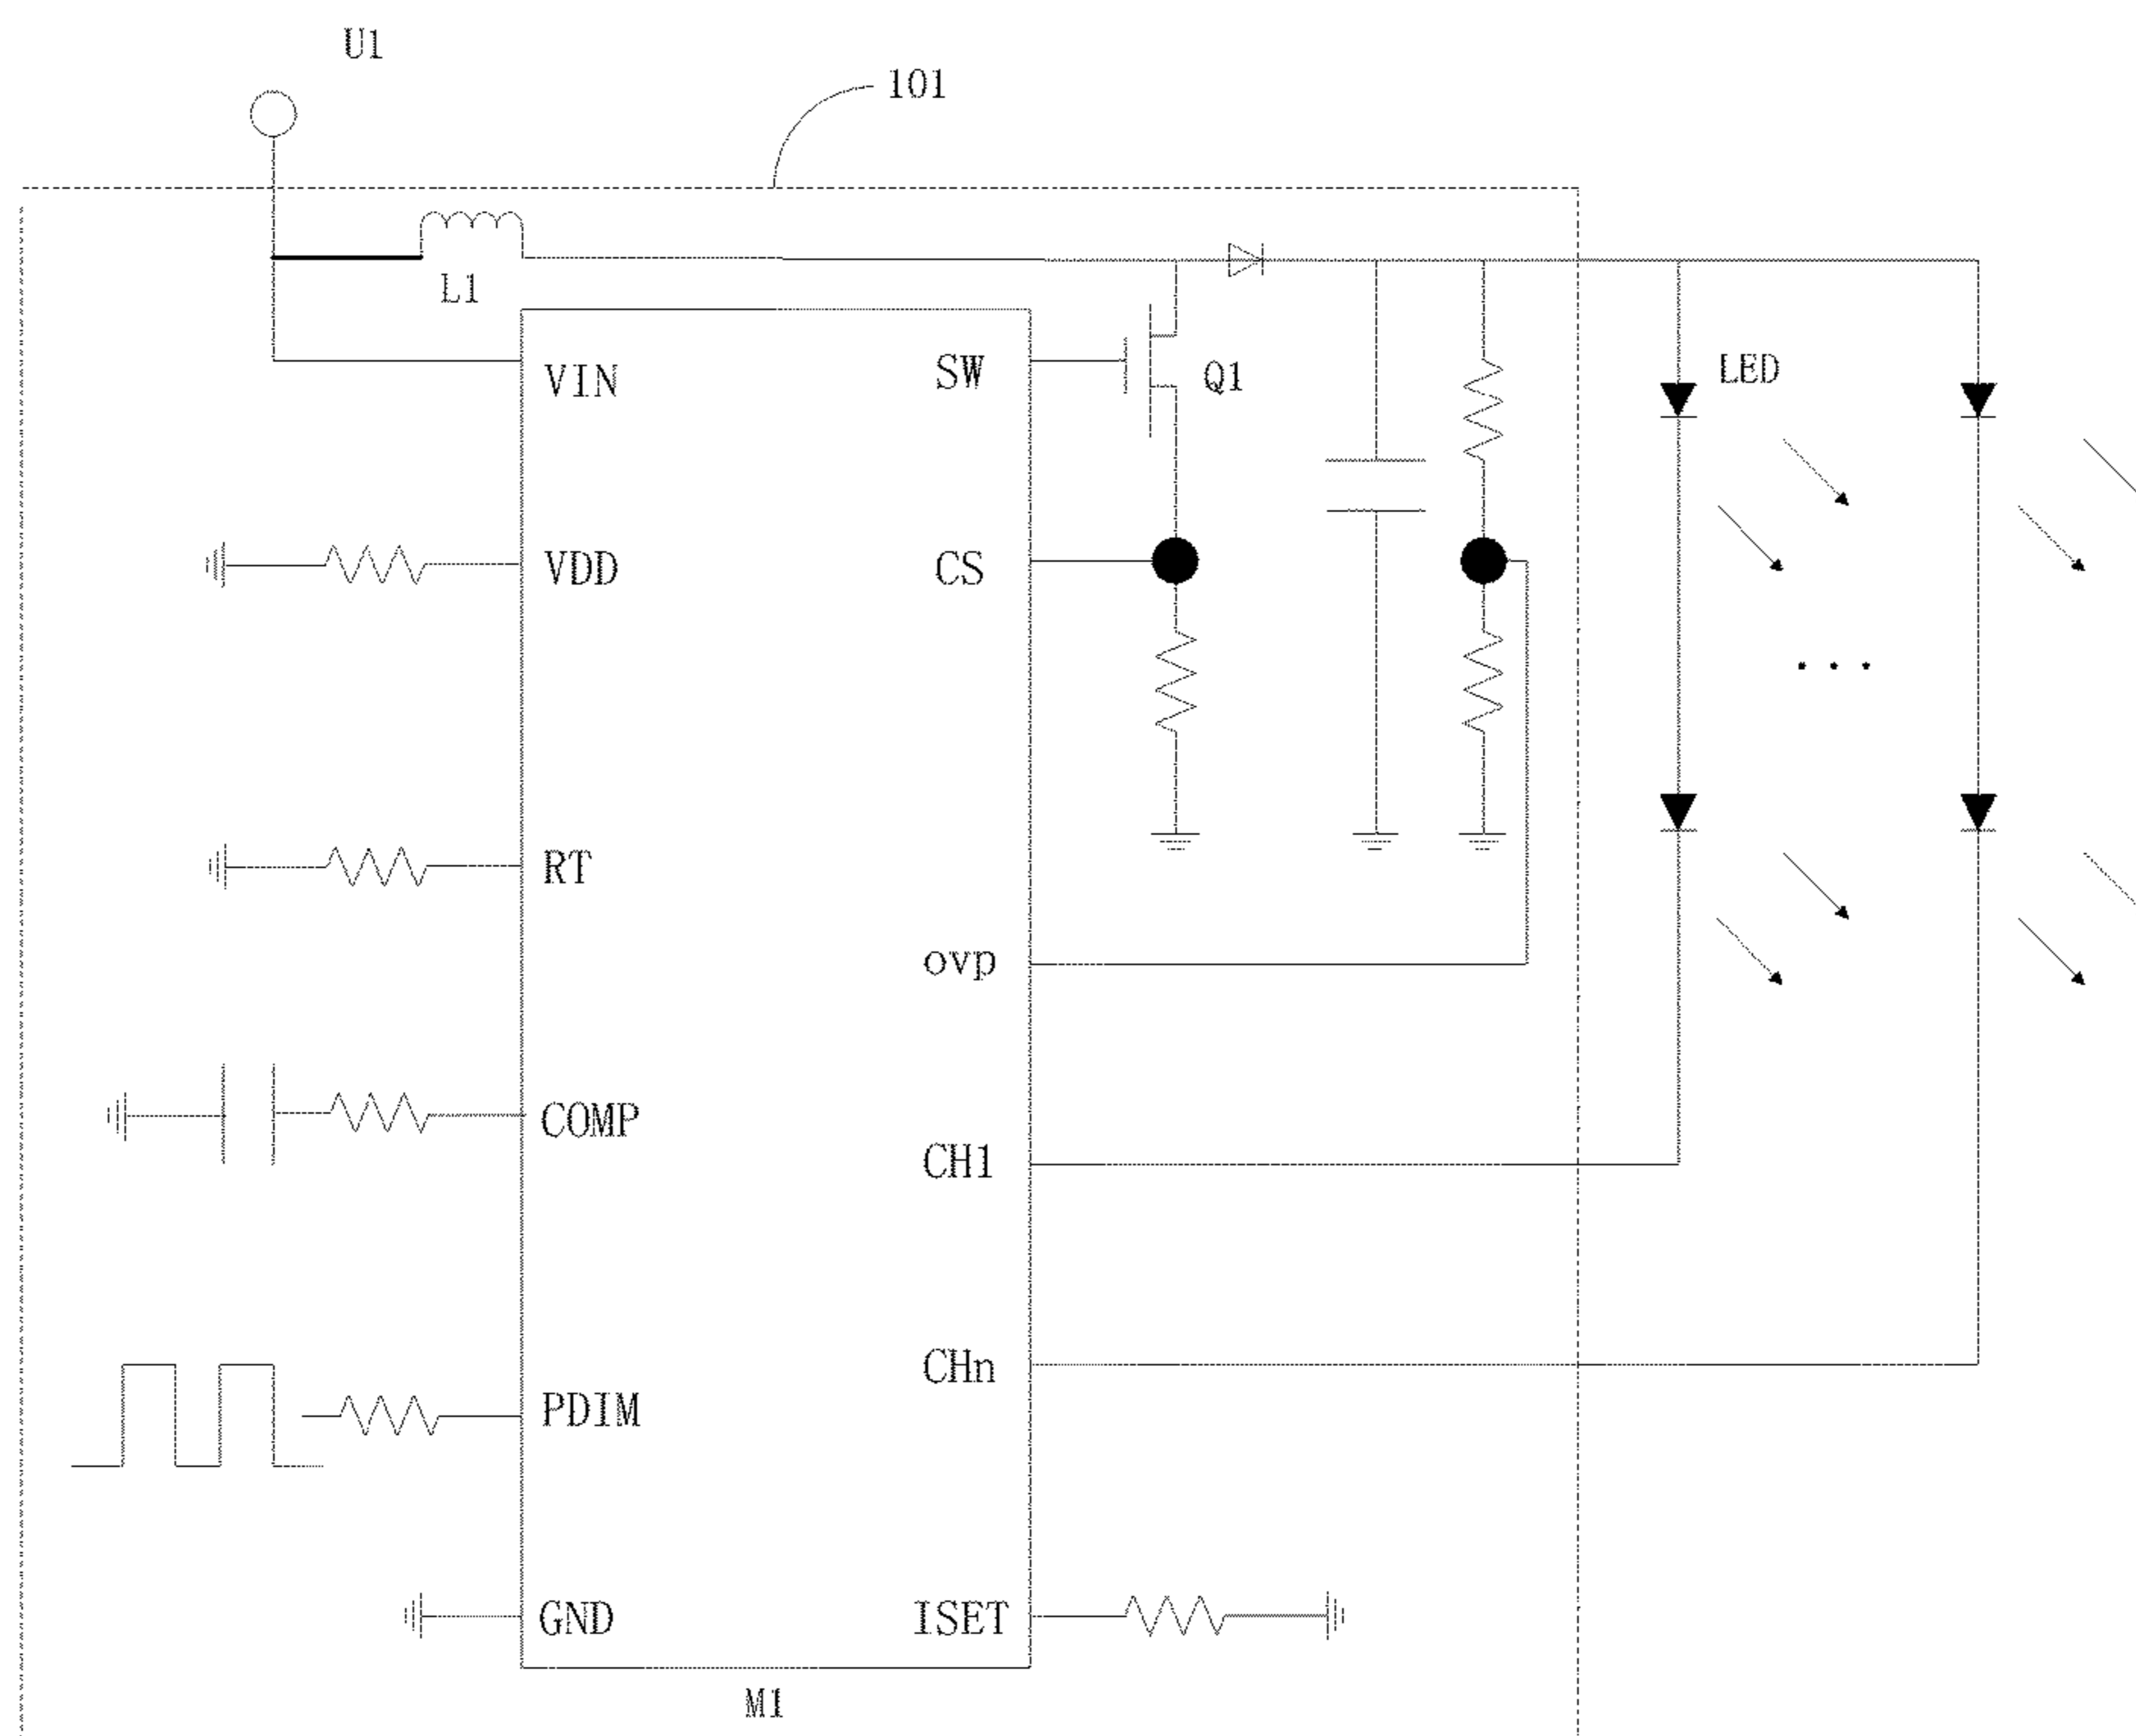 U1
101
L1
VIN
SW
Q1
LED
VDD
CS
RT
ovp
COMP
CH1
CHn
PDIM
GND
ISET
M1